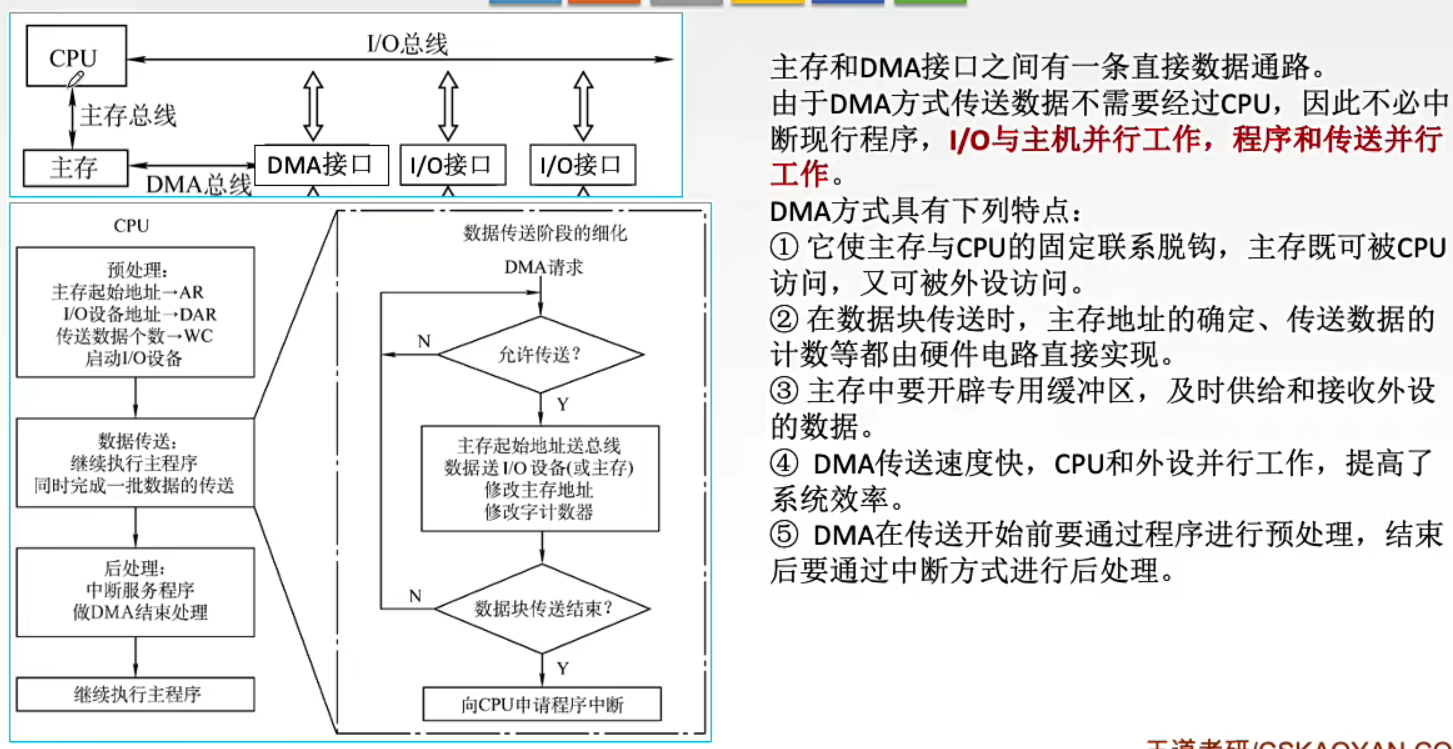 CPU
I/O总线
主存总线
主存
DMA总线
DMA接口
I/O接口
I/O接口
CPU
预处理：
主存起始地址→AR
I/O设备地址→DAR
传送数据个数→WC
启动I/O设备
数据传送：
继续执行主程序
同时完成一批数据的传送
后处理：
中断服务程序
做DMA结束处理
继续执行主程序
数据传送阶段的细化
DMA请求
N
允许传送？
Y
主存起始地址送总线
数据送 I/O 设备(或主存)
修改主存地址
修改字计数器
N
数据块传送结束？
Y
向CPU申请程序中断
主存和DMA接口之间有一条直接数据通路。
由于DMA方式传送数据不需要经过CPU，因此不必中
断现行程序，I/O与主机并行工作，程序和传送并行
工作。
DMA方式具有下列特点：
① 它使主存与CPU的固定联系脱钩，主存既可被CPU
访问，又可被外设访问。
② 在数据块传送时，主存地址的确定、传送数据的
计数等都由硬件电路直接实现。
③ 主存中要开辟专用缓冲区，及时供给和接收外设
的数据。
④ DMA传送速度快，CPU和外设并行工作，提高了
系统效率。
⑤ DMA在传送开始前要通过程序进行预处理，结束
后要通过中断方式进行后处理。
王道考研/CSKAOYAN.CO